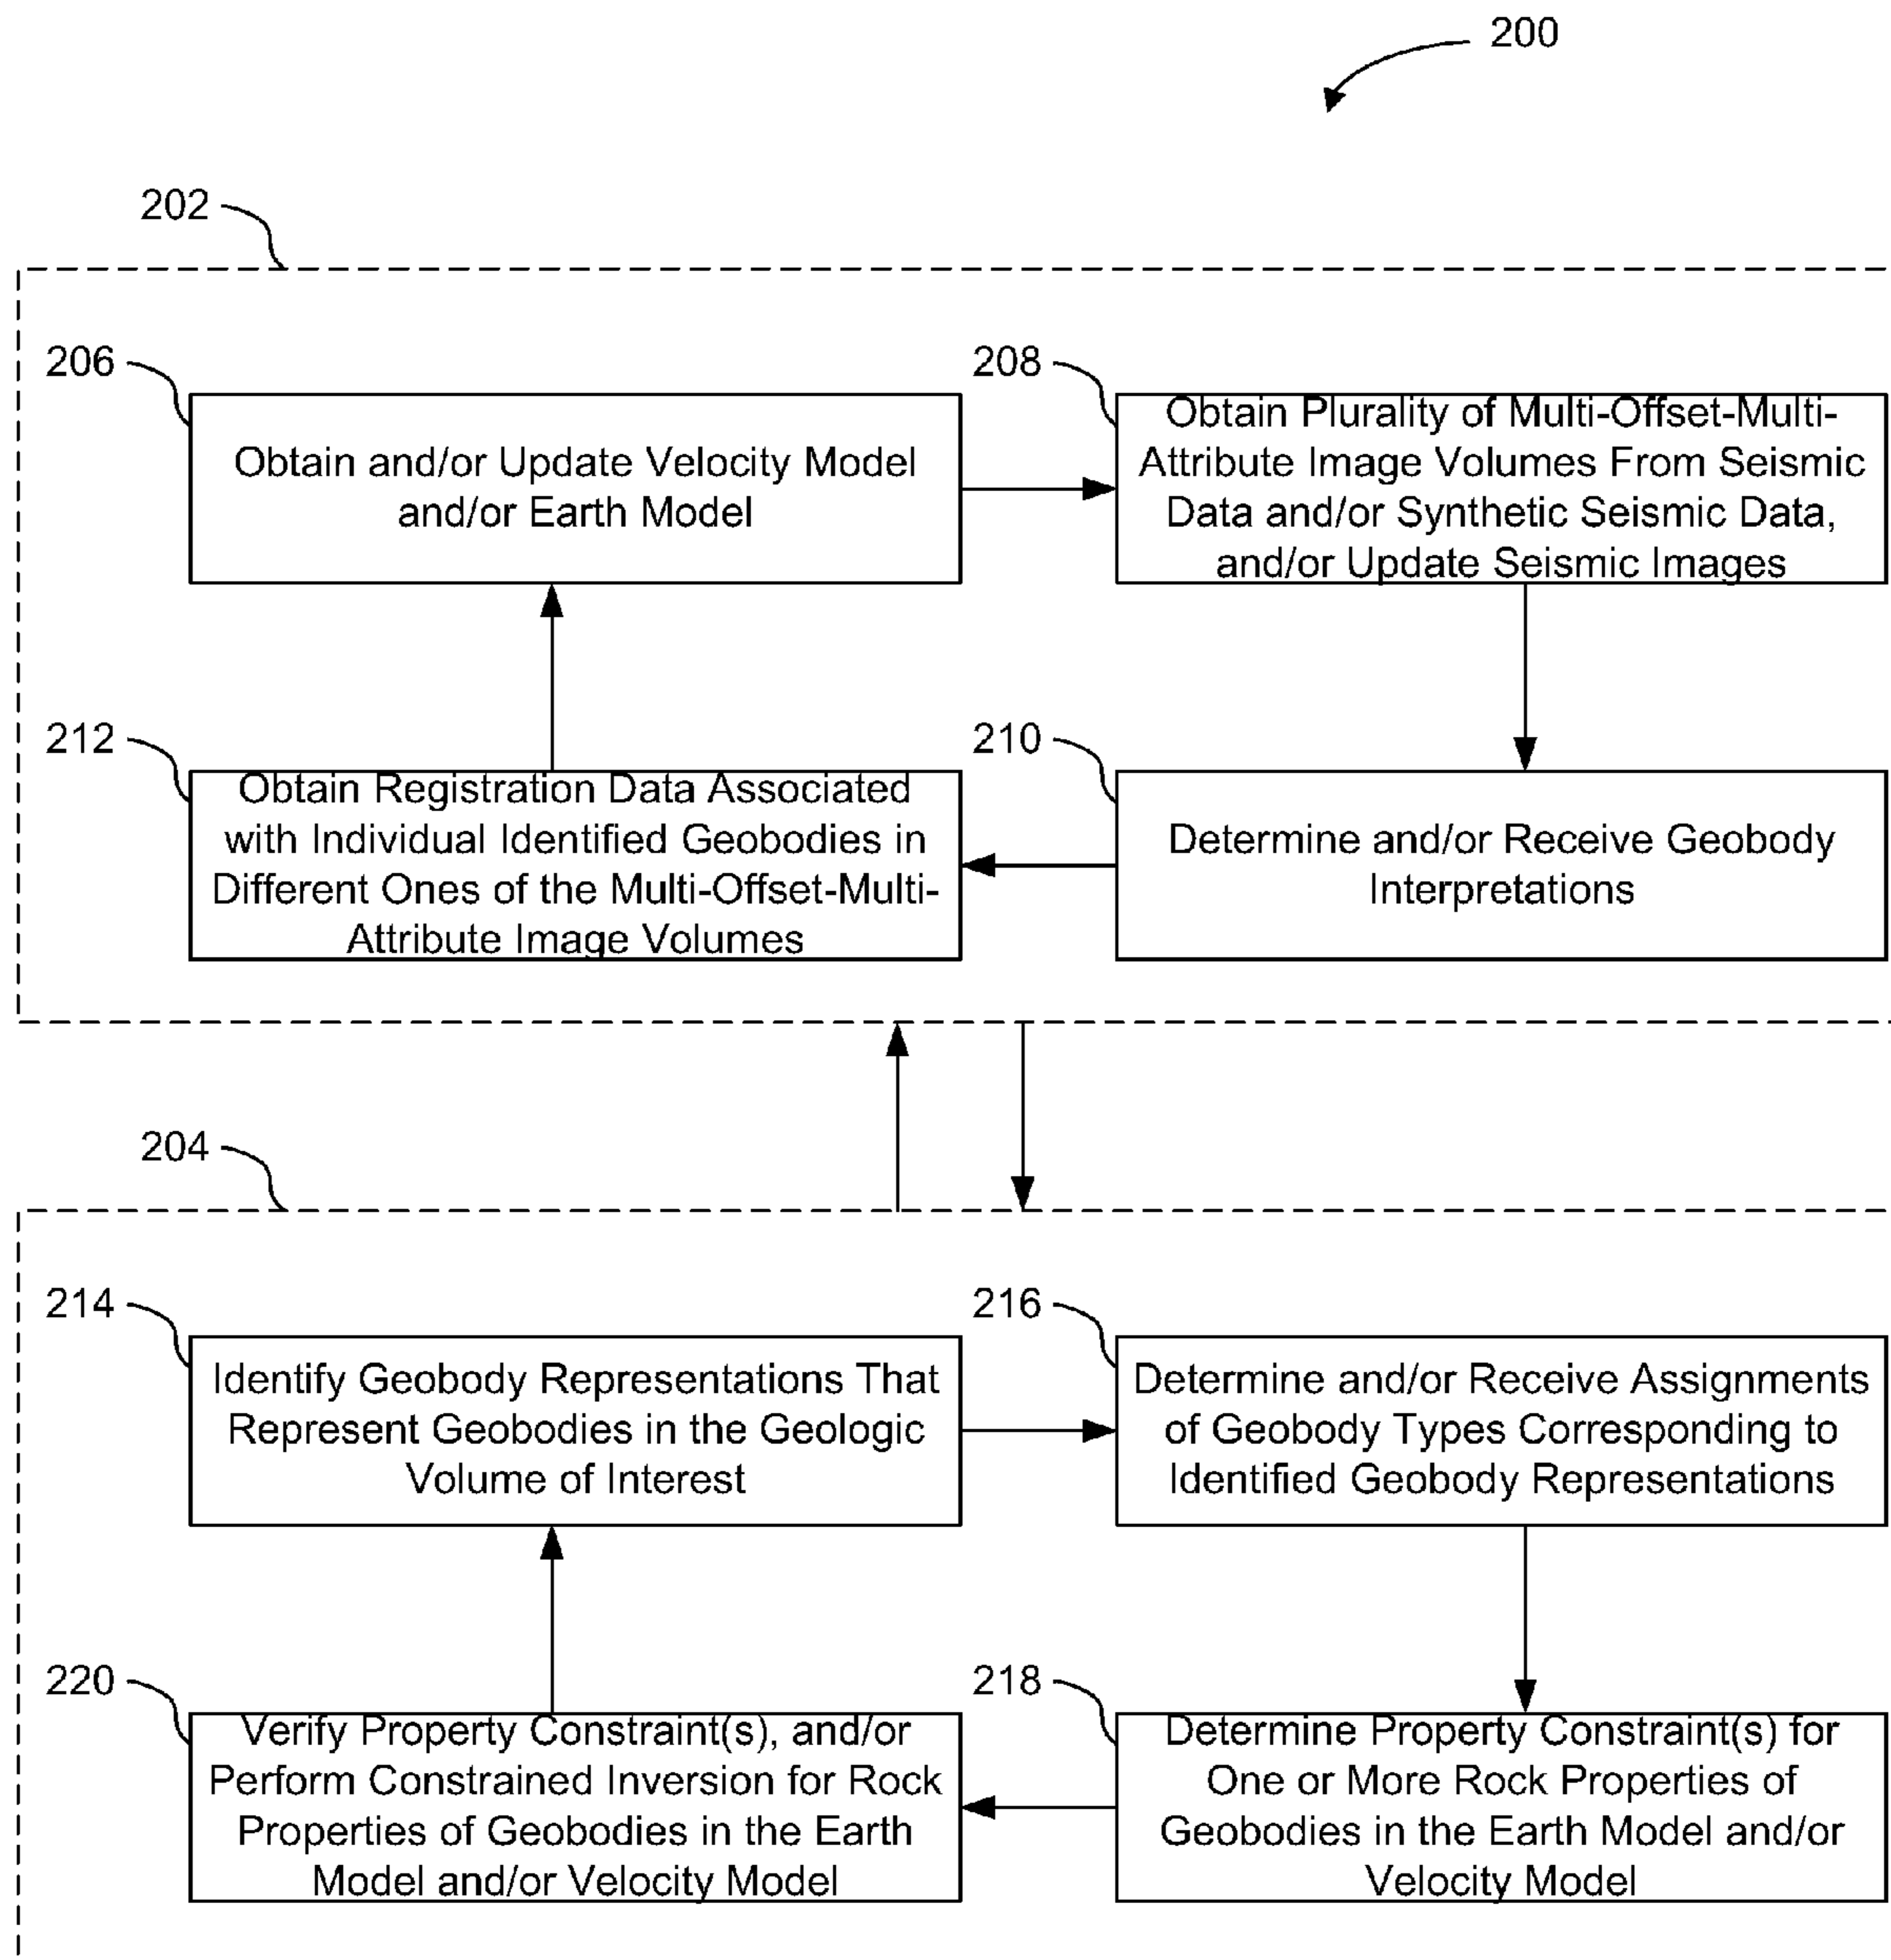 200
202
206
208
Obtain and/or Update Velocity Model
and/or Earth Model
Obtain Plurality of Multi-Offset-Multi-
Attribute Image Volumes From Seismic
Data and/or Synthetic Seismic Data,
and/or Update Seismic Images
212
210
Obtain Registration Data Associated
with Individual Identified Geobodies in
Different Ones of the Multi-Offset-Multi-
Attribute Image Volumes
Determine and/or Receive Geobody
Interpretations
204
214
216
Identify Geobody Representations That
Represent Geobodies in the Geologic
Volume of Interest
Determine and/or Receive Assignments
of Geobody Types Corresponding to
Identified Geobody Representations
220
218
Verify Property Constraint(s), and/or
Perform Constrained Inversion for Rock
Properties of Geobodies in the Earth
Model and/or Velocity Model
Determine Property Constraint(s) for
One or More Rock Properties of
Geobodies in the Earth Model and/or
Velocity Model